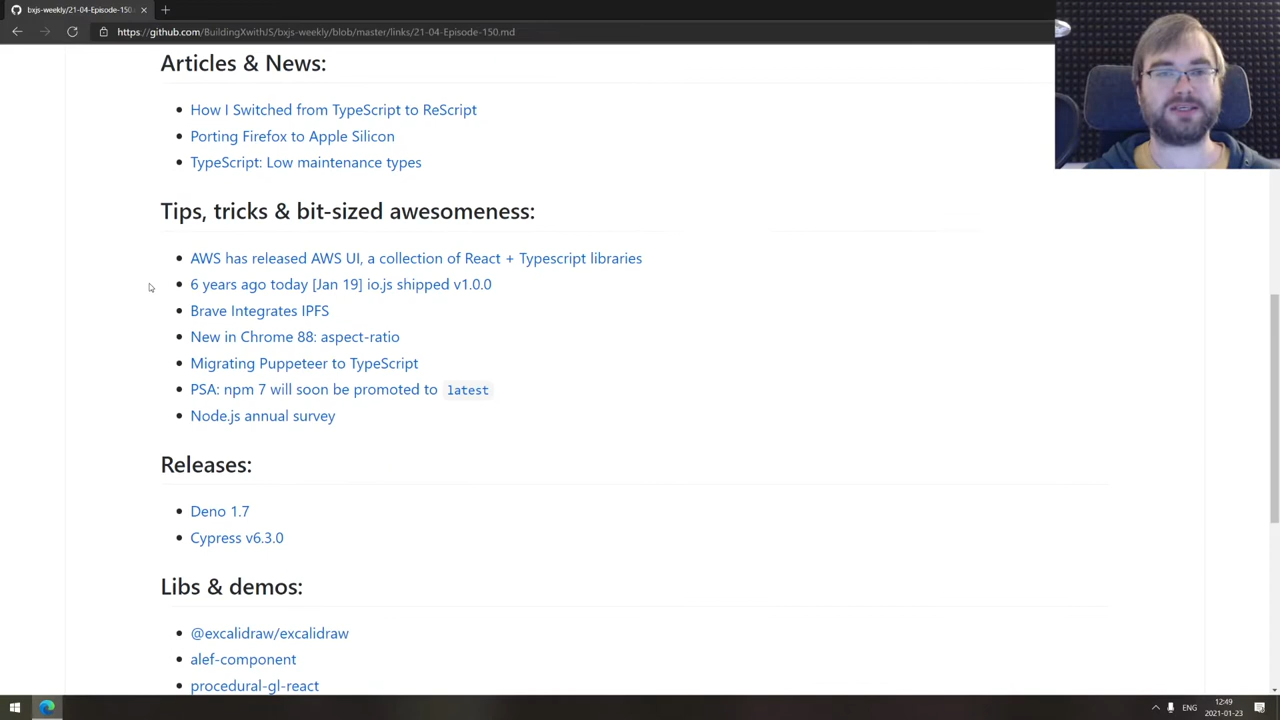 bxjs-weekly/21-04-Episode-150.
https://github.com/BuildingXwithJS/bxjs-weekly/blob/master/links/21-04-Episode-150.md
Articles & News:
How I Switched from TypeScript to ReScript
Porting Firefox to Apple Silicon
TypeScript: Low maintenance types
Tips, tricks & bit-sized awesomeness:
AWS has released AWS UI, a collection of React + Typescript libraries
6 years ago today [Jan 19] io.js shipped v1.0.0
Brave Integrates IPFS
New in Chrome 88: aspect-ratio
Migrating Puppeteer to TypeScript
PSA: npm 7 will soon be promoted to latest
Node.js annual survey
Releases:
Deno 1.7
Cypress v6.3.0
Libs & demos:
@excalidraw/excalidraw
alef-component
procedural-gl-react
ENG
12:49
2021-01-23